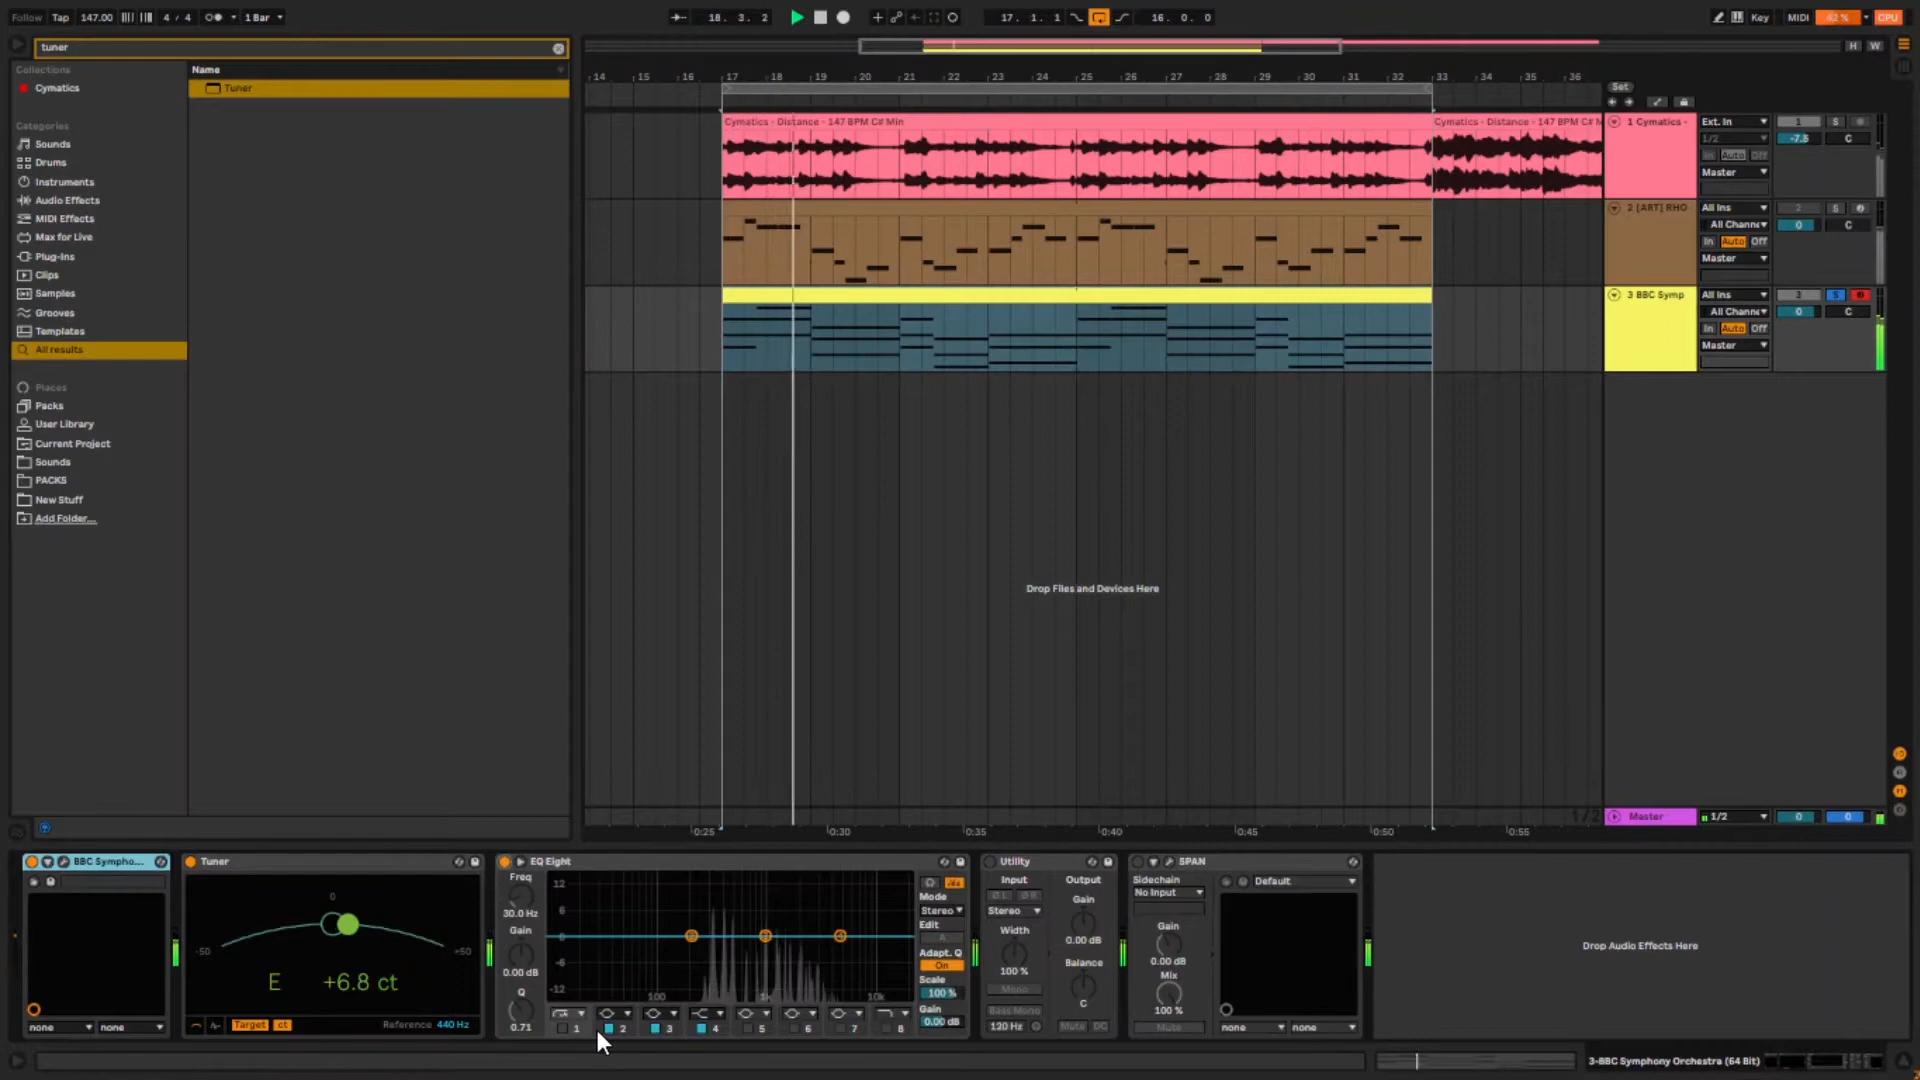 Follow Tap 147.00 4 / 4 1 Bar 18. 3. 2 17. 1. 1 16. 0. 0 Key MIDI 42 % CPU
tuner
H W
Collections
Name
Cymatics
Tuner
14 15 16 17 18 19 20 21 22 23 24 25 26 27 28 29 30 31 32 33 34 35 36
Set
Categories
Sounds
Drums
Instruments
Audio Effects
MIDI Effects
Max for Live
Plug-Ins
Clips
Samples
Grooves
Templates
All results
Places
Packs
User Library
Current Project
Sounds
PACKS
New Stuff
Add Folder...
Cymatics - Distance - 147 BPM C# Min
Cymatics - Distance - 147 BPM C# M
1 Cymatics - Ext. In 1 S
1/2 -7.5 C
In Auto Off
Master
2 [ART] RHO All Ins 2 S
All Channe 0 C
In Auto Off
Master
3 BBC Symp All Ins 3 S
All Channe 0 C
In Auto Off
Master
Drop Files and Devices Here
1/2 Master 1/2 0 0
0:25 0:30 0:35 0:40 0:45 0:50 0:55
BBC Sympho...
none none
Tuner
0
-50 +50
E +6.8 ct
Target ct Reference 440 Hz
EQ Eight
Freq
30.0 Hz
Gain
0.00 dB
Q
0.71
12
6
0
-6
-12
100 1k 10k
1 2 3 4 5 6 7 8
Mode
Stereo
Edit
A
Adapt. Q
On
Scale
100 %
Gain
0.00 dB
Utility
Input
Ø L Ø R
Stereo
Width
100 %
Mono
Bass Mono
120 Hz
Output
Gain
0.00 dB
Balance
C
Mute DC
SPAN
Sidechain
No Input
Gain
0.00 dB
Mix
100 %
Mute
Default
none none
Drop Audio Effects Here
3-BBC Symphony Orchestra (64 Bit)